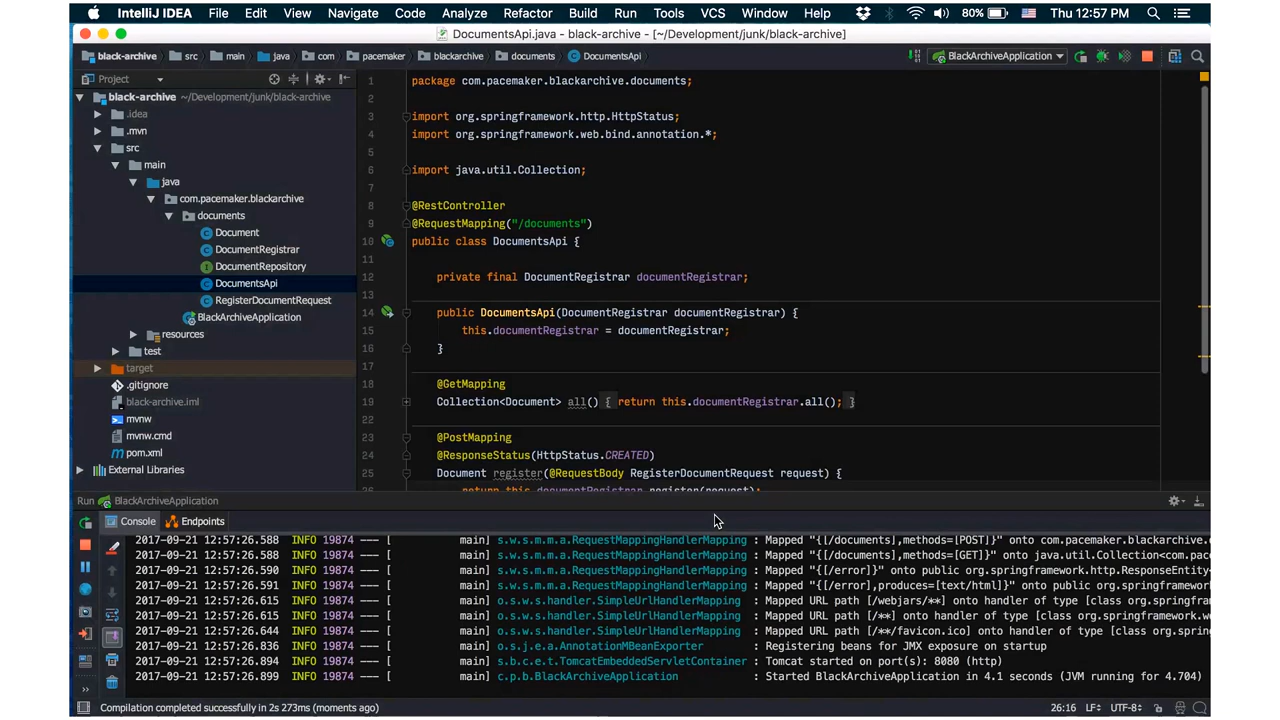 IntelliJ IDEA File Edit View Navigate Code Analyze Refactor Build Run Tools VCS Window Help 80% Thu 12:57 PM
DocumentsApi.java - black-archive - [~/Development/junk/black-archive]
black-archive src main java com pacemaker blackarchive documents DocumentsApi BlackArchiveApplication
Project
black-archive ~/Development/junk/black-archive
.idea
.mvn
src
main
java
com.pacemaker.blackarchive
documents
Document
DocumentRegistrar
DocumentRepository
DocumentsApi
RegisterDocumentRequest
BlackArchiveApplication
resources
test
target
.gitignore
black-archive.iml
mvnw
mvnw.cmd
pom.xml
External Libraries
1 package com.pacemaker.blackarchive.documents;
2
3 import org.springframework.http.HttpStatus;
4 import org.springframework.web.bind.annotation.*;
5
6 import java.util.Collection;
7
8 @RestController
9 @RequestMapping("/documents")
10 public class DocumentsApi {
11
12 private final DocumentRegistrar documentRegistrar;
13
14 public DocumentsApi(DocumentRegistrar documentRegistrar) {
15 this.documentRegistrar = documentRegistrar;
16 }
17
18 @GetMapping
19 Collection<Document> all() { return this.documentRegistrar.all(); }
22
23 @PostMapping
24 @ResponseStatus(HttpStatus.CREATED)
25 Document register(@RequestBody RegisterDocumentRequest request) {
26 return this.documentRegistrar.register(request);
Run BlackArchiveApplication
Console Endpoints
2017-09-21 12:57:26.588 INFO 19874 --- [ main] s.w.s.m.m.a.RequestMappingHandlerMapping : Mapped "{[/documents],methods=[POST]}" onto com.pacemaker.blackarchive
2017-09-21 12:57:26.588 INFO 19874 --- [ main] s.w.s.m.m.a.RequestMappingHandlerMapping : Mapped "{[/documents],methods=[GET]}" onto java.util.Collection<com.pace
2017-09-21 12:57:26.590 INFO 19874 --- [ main] s.w.s.m.m.a.RequestMappingHandlerMapping : Mapped "{[/error]}" onto public org.springframework.http.ResponseEntity<
2017-09-21 12:57:26.591 INFO 19874 --- [ main] s.w.s.m.m.a.RequestMappingHandlerMapping : Mapped "{[/error],produces=[text/html]}" onto public org.springframework
2017-09-21 12:57:26.615 INFO 19874 --- [ main] o.s.w.s.handler.SimpleUrlHandlerMapping : Mapped URL path [/webjars/**] onto handler of type [class org.springframe
2017-09-21 12:57:26.615 INFO 19874 --- [ main] o.s.w.s.handler.SimpleUrlHandlerMapping : Mapped URL path [/**] onto handler of type [class org.springframework.w
2017-09-21 12:57:26.644 INFO 19874 --- [ main] o.s.w.s.handler.SimpleUrlHandlerMapping : Mapped URL path [/**/favicon.ico] onto handler of type [class org.spring
2017-09-21 12:57:26.836 INFO 19874 --- [ main] o.s.j.e.a.AnnotationMBeanExporter : Registering beans for JMX exposure on startup
2017-09-21 12:57:26.894 INFO 19874 --- [ main] s.b.c.e.t.TomcatEmbeddedServletContainer : Tomcat started on port(s): 8080 (http)
2017-09-21 12:57:26.899 INFO 19874 --- [ main] c.p.b.BlackArchiveApplication : Started BlackArchiveApplication in 4.1 seconds (JVM running for 4.704)
Compilation completed successfully in 2s 273ms (moments ago) 26:16 LF UTF-8